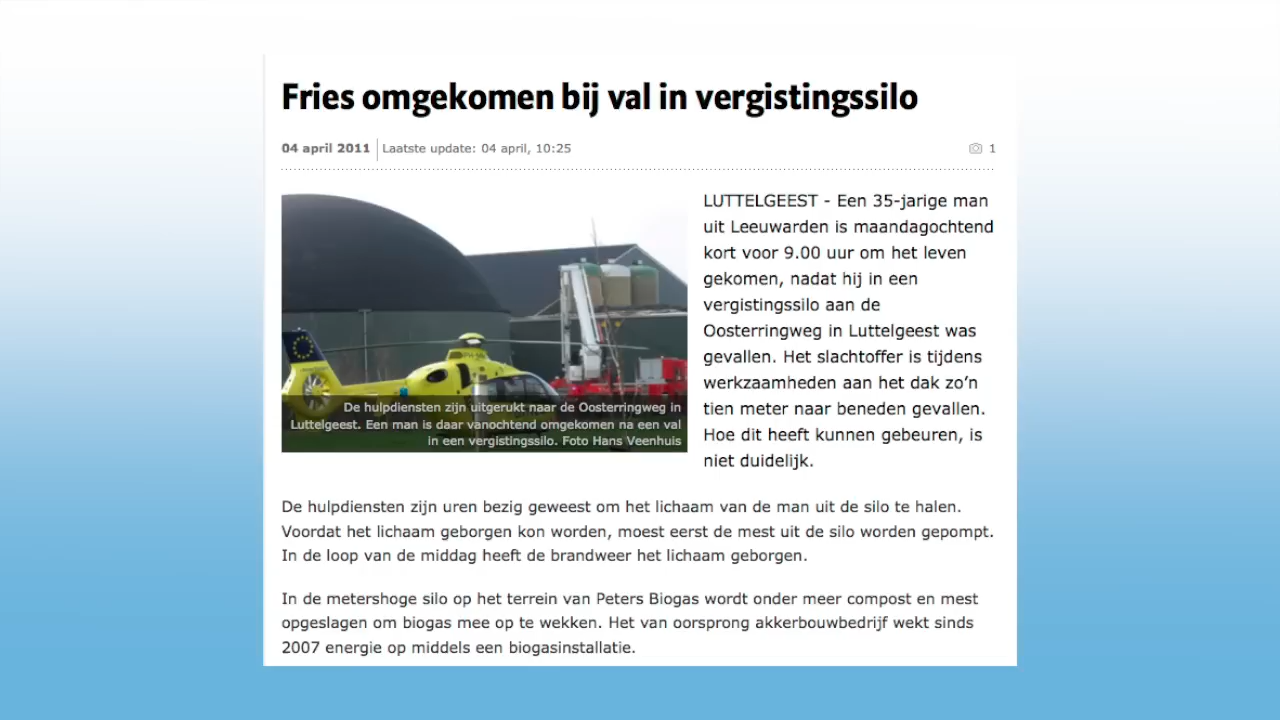 Fries omgekomen bij val in vergistingssilo
04 april 2011 Laatste update: 04 april, 10:25
1
LUTTELGEEST - Een 35-jarige man
uit Leeuwarden is maandagochtend
kort voor 9.00 uur om het leven
gekomen, nadat hij in een
vergistingssilo aan de
Oosterringweg in Luttelgeest was
gevallen. Het slachtoffer is tijdens
werkzaamheden aan het dak zo'n
tien meter naar beneden gevallen.
Hoe dit heeft kunnen gebeuren, is
niet duidelijk.
De hulpdiensten zijn uitgerukt naar de Oosterringweg in
Luttelgeest. Een man is daar vanochtend omgekomen na een val
in een vergistingssilo. Foto Hans Veenhuis
De hulpdiensten zijn uren bezig geweest om het lichaam van de man uit de silo te halen.
Voordat het lichaam geborgen kon worden, moest eerst de mest uit de silo worden gepompt.
In de loop van de middag heeft de brandweer het lichaam geborgen.
In de metershoge silo op het terrein van Peters Biogas wordt onder meer compost en mest
opgeslagen om biogas mee op te wekken. Het van oorsprong akkerbouwbedrijf wekt sinds
2007 energie op middels een biogasinstallatie.